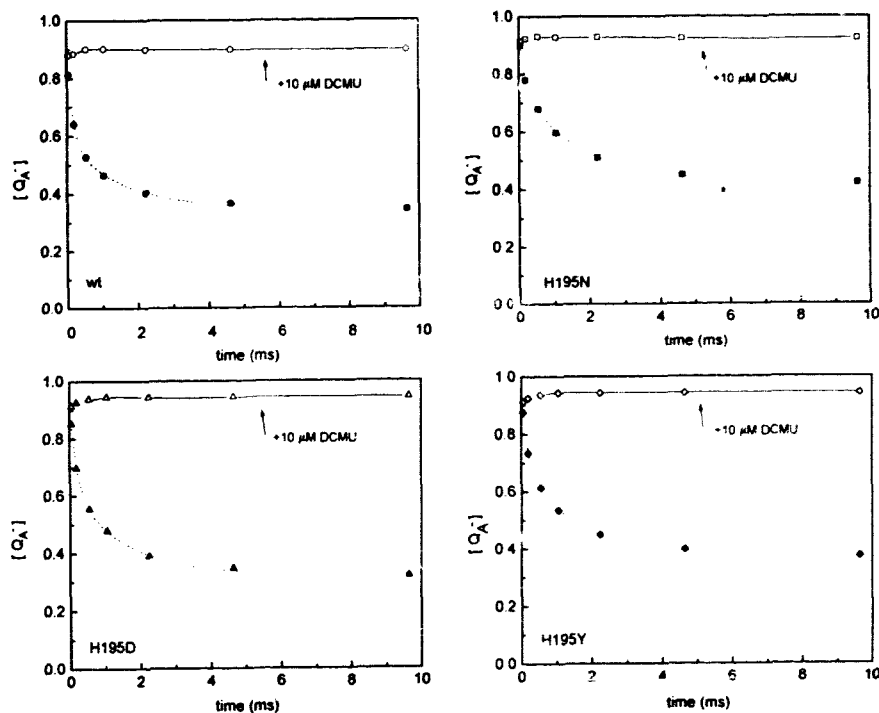 1.0
0.8
0.6
0.4
0.2
0.0
[ QA- ]
+10 µM DCMU
wt
0 2 4 6 8 10
time (ms)
1.0
0.8
0.6
0.4
0.2
0.0
[ QA- ]
+10 µM DCMU
H195N
0 2 4 6 8 10
time (ms)
1.0
0.8
0.6
0.4
0.2
0.0
[ QA- ]
+10 µM DCMU
H195D
0 2 4 6 8 10
time (ms)
1.0
0.8
0.6
0.4
0.2
0.0
[ QA- ]
+10 µM DCMU
H195Y
0 2 4 6 8 10
time (ms)